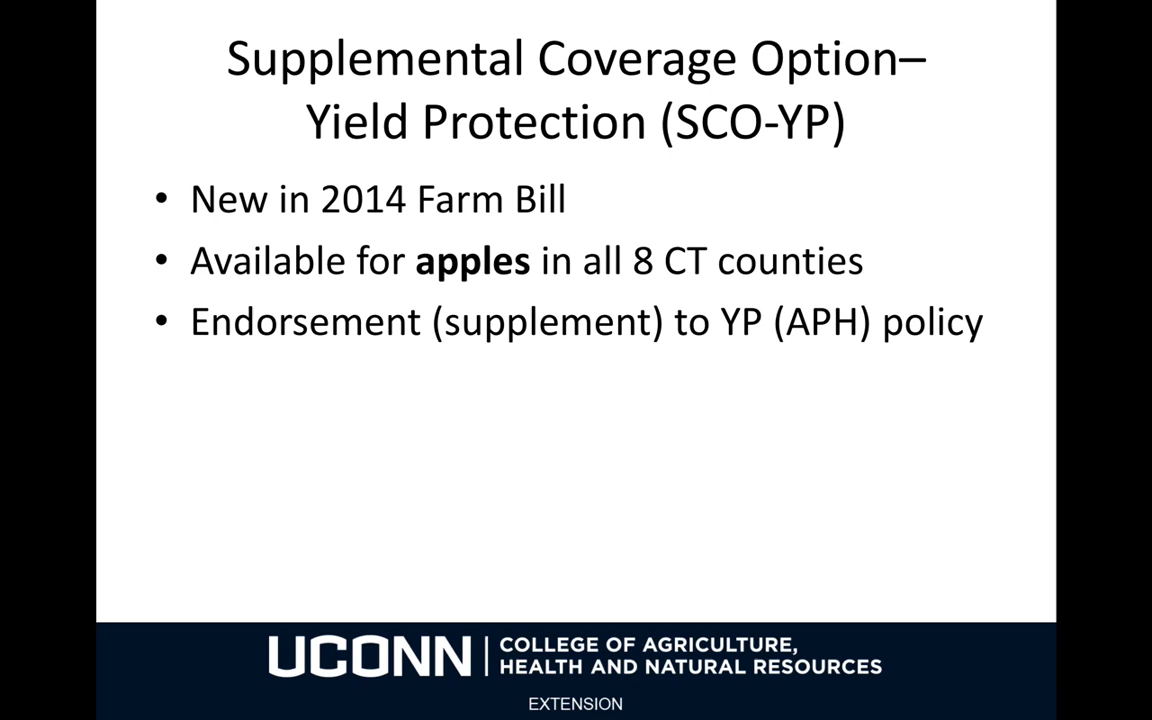 Supplemental Coverage Option–
Yield Protection (SCO-YP)
• New in 2014 Farm Bill
• Available for apples in all 8 CT counties
• Endorsement (supplement) to YP (APH) policy
UCONN
COLLEGE OF AGRICULTURE,
HEALTH AND NATURAL RESOURCES
EXTENSION